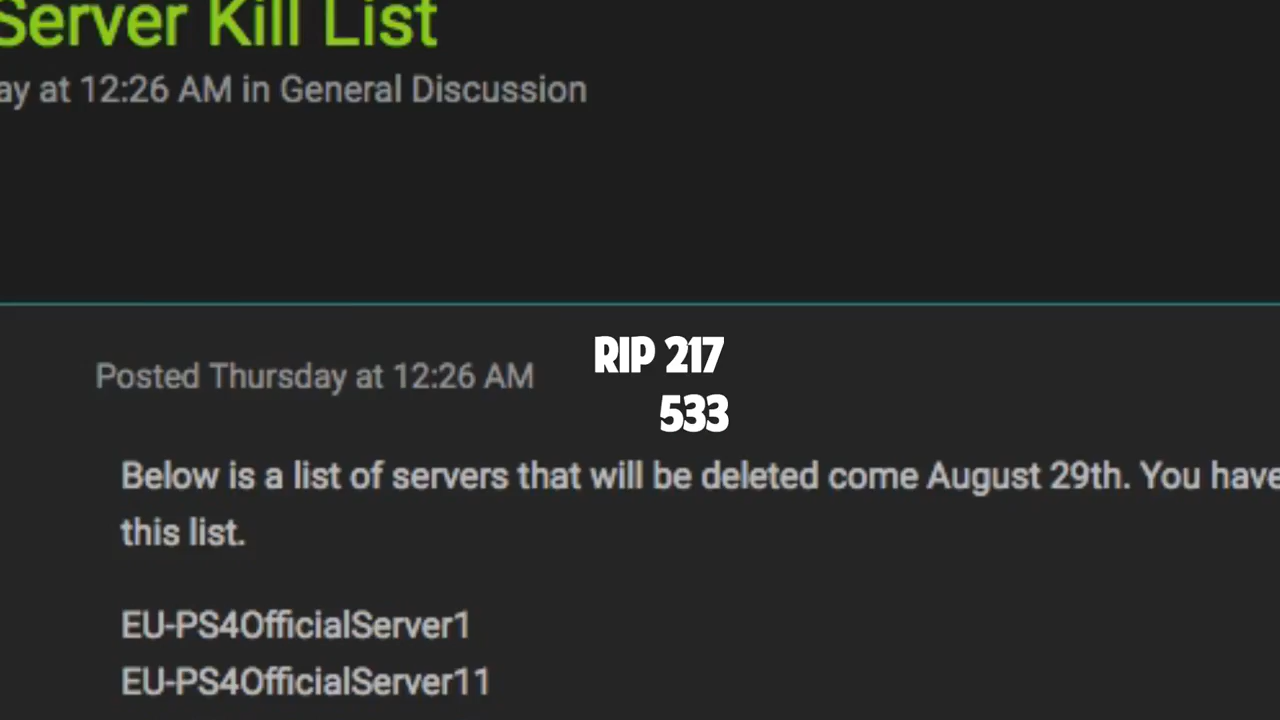 Server Kill List
ay at 12:26 AM in General Discussion
RIP 217
Posted Thursday at 12:26 AM
533
Below is a list of servers that will be deleted come August 29th. You have
this list.
EU-PS4OfficialServer1
EU-PS4OfficialServer11